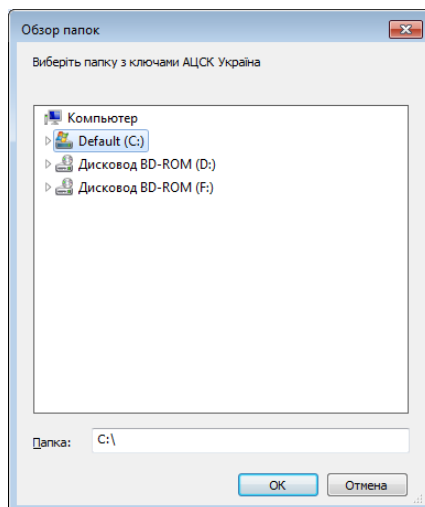 Обзор папок
Виберіть папку з ключами АЦСК Україна
Компьютер
Default (C:)
Дисковод BD-ROM (D:)
Дисковод BD-ROM (F:)
Папка: C:\
OK Отмена